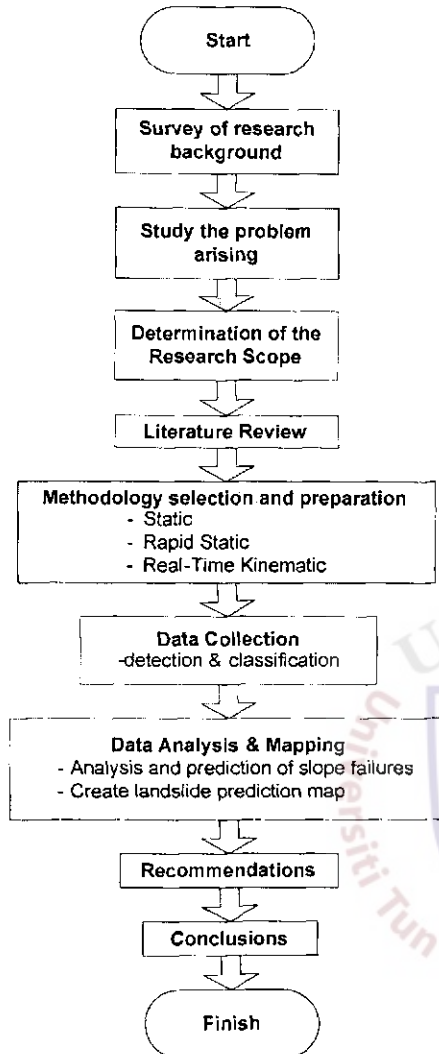 Start
Survey of research
background
Study the problem
arising
Determination of the
Research Scope
Literature Review
Methodology selection and preparation
- Static
- Rapid Static
- Real-Time Kinematic
Data Collection
-detection & classification
Data Analysis & Mapping
- Analysis and prediction of slope failures
- Create landslide prediction map
Recommendations
Conclusions
Finish
U
Universiti Tun